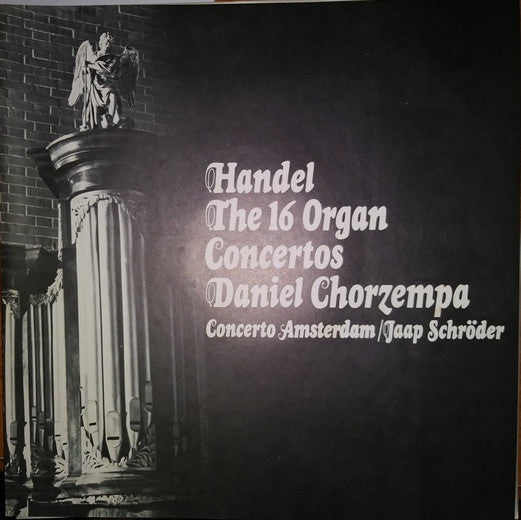 Handel
The 16 Organ
Concertos
Daniel Chorzempa
Concerto Amsterdam/Jaap Schröder